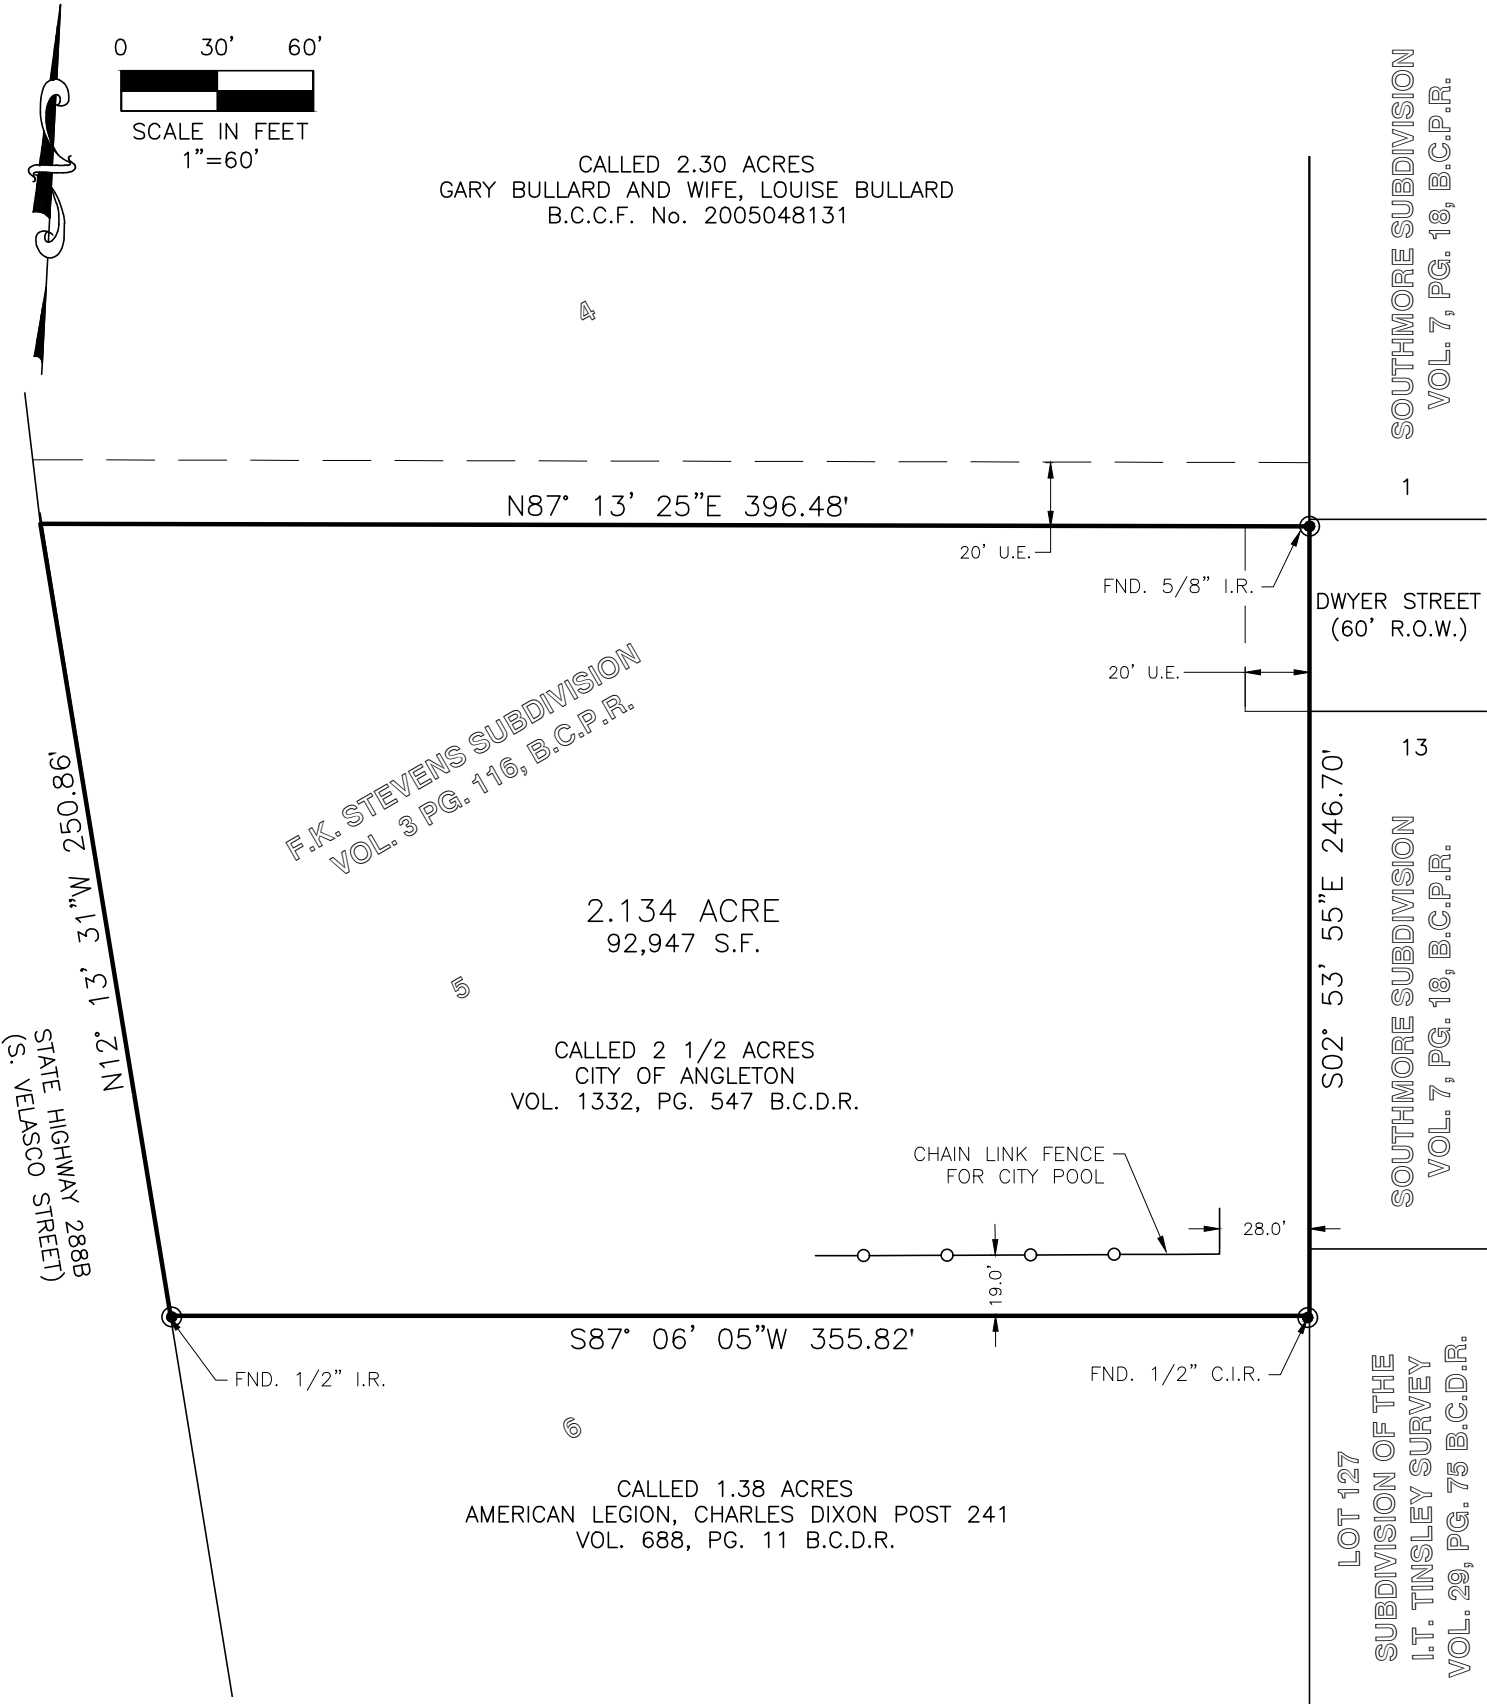 0 30' 60'
SCALE IN FEET
1"=60'
CALLED 2.30 ACRES
GARY BULLARD AND WIFE, LOUISE BULLARD
B.C.C.F. No. 2005048131
4
SOUTHMORE SUBDIVISION
VOL. 7, PG. 18, B.C.P.R.
1
N87° 13' 25"E 396.48'
20' U.E.
FND. 5/8" I.R.
DWYER STREET
(60' R.O.W.)
20' U.E.
F.K. STEVENS SUBDIVISION
VOL. 3 PG. 116, B.C.P.R.
13
N12° 13' 31"W 250.86'
S02° 53' 55"E 246.70'
SOUTHMORE SUBDIVISION
VOL. 7, PG. 18, B.C.P.R.
2.134 ACRE
92,947 S.F.
5
CALLED 2 1/2 ACRES
CITY OF ANGLETON
VOL. 1332, PG. 547 B.C.D.R.
STATE HIGHWAY 288B
(S. VELASCO STREET)
CHAIN LINK FENCE
FOR CITY POOL
28.0'
19.0'
S87° 06' 05"W 355.82'
FND. 1/2" I.R.
FND. 1/2" C.I.R.
6
CALLED 1.38 ACRES
AMERICAN LEGION, CHARLES DIXON POST 241
VOL. 688, PG. 11 B.C.D.R.
LOT 127
SUBDIVISION OF THE
I.T. TINSLEY SURVEY
VOL. 29, PG. 75 B.C.D.R.